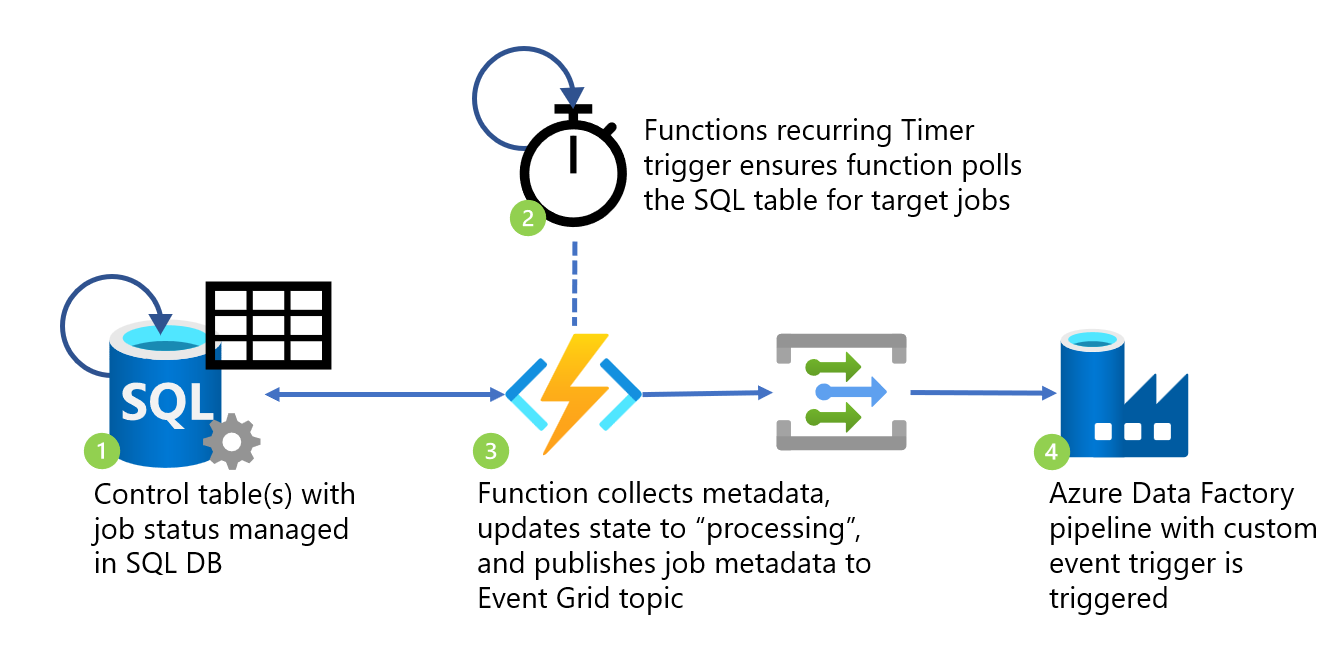 Functions recurring Timer
trigger ensures function polls
the SQL table for target jobs
2
SQL
1
Control table(s) with
job status managed
in SQL DB
3
Function collects metadata,
updates state to “processing”,
and publishes job metadata to
Event Grid topic
4
Azure Data Factory
pipeline with custom
event trigger is
triggered